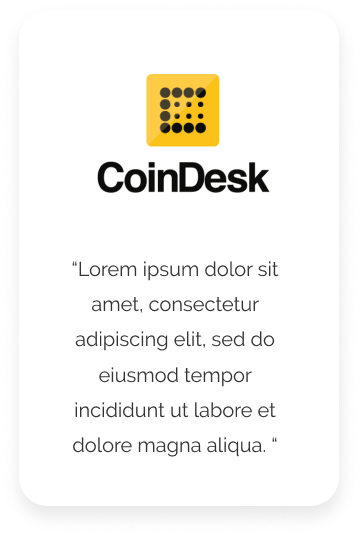 CoinDesk
“Lorem ipsum dolor sit
amet, consectetur
adipiscing elit, sed do
eiusmod tempor
incididunt ut labore et
dolore magna aliqua. “